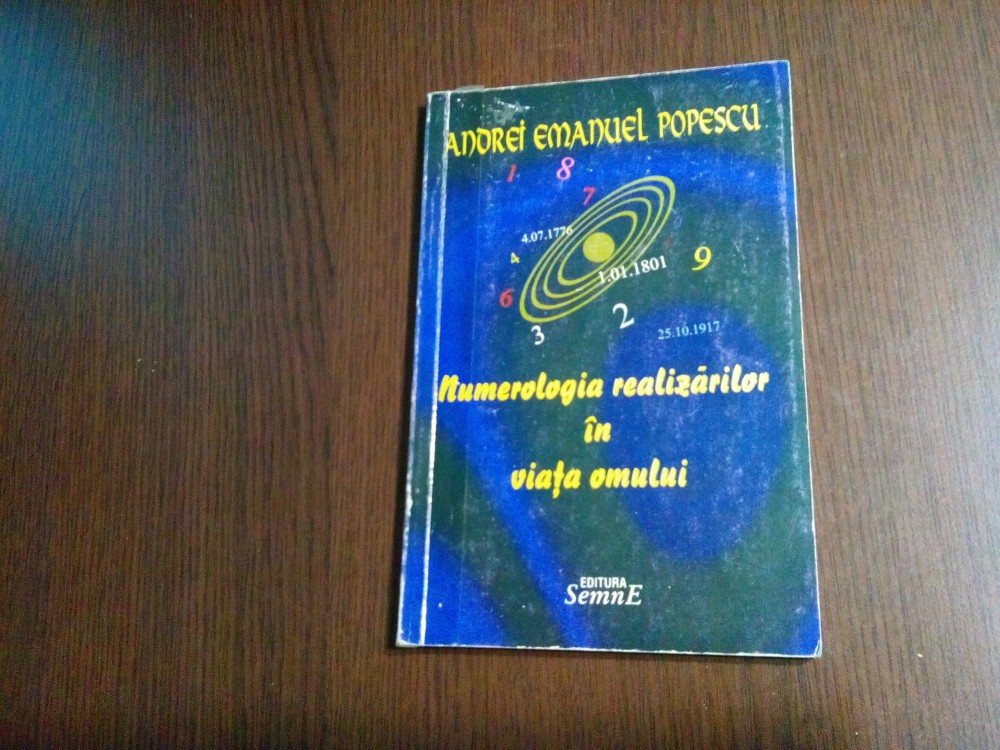 ANDREI EMANUEL POPESCU
1 8
7
4.07.1776
4
1.01.1801
9
6
2
3
25.10.1917
Numerologia realizărilor
în
viața omului
EDITURA
SemnE